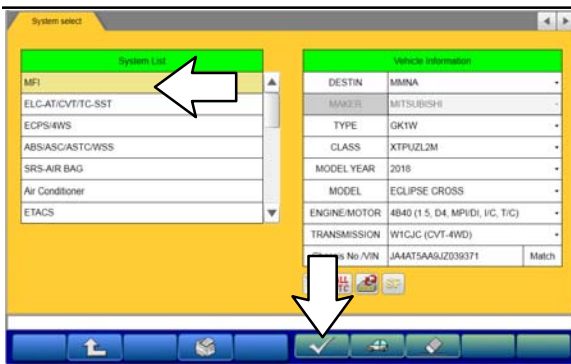 System select
System List
MFI
ELC-AT/CVT/TC-SST
ECPS/4WS
ABS/ASC/ASTC/WSS
SRS-AIR BAG
Air Conditioner
ETACS
Vehicle Information
DESTIN MMNA
MAKER MITSUBISHI
TYPE GK1W
CLASS XTPUZL2M
MODEL YEAR 2018
MODEL ECLIPSE CROSS
ENGINE/MOTOR 4B40 (1.5, D4, MPI/DI, I/C, T/C)
TRANSMISSION W1CJC (CVT-4WD)
No./VIN JA4AT5AA9JZ039371 Match